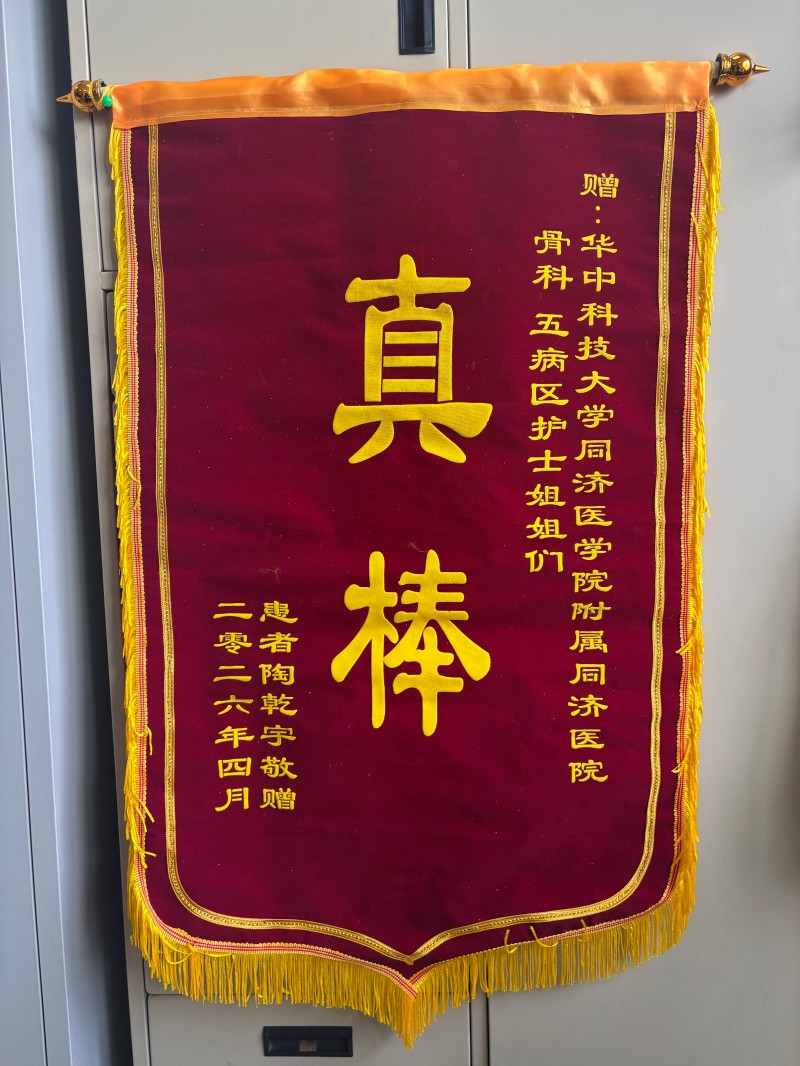 赠：华中科技大学同济医学院附属同济医院
骨科 五病区护士姐姐们
真棒
患者陶乾宇敬赠
二零二六年四月